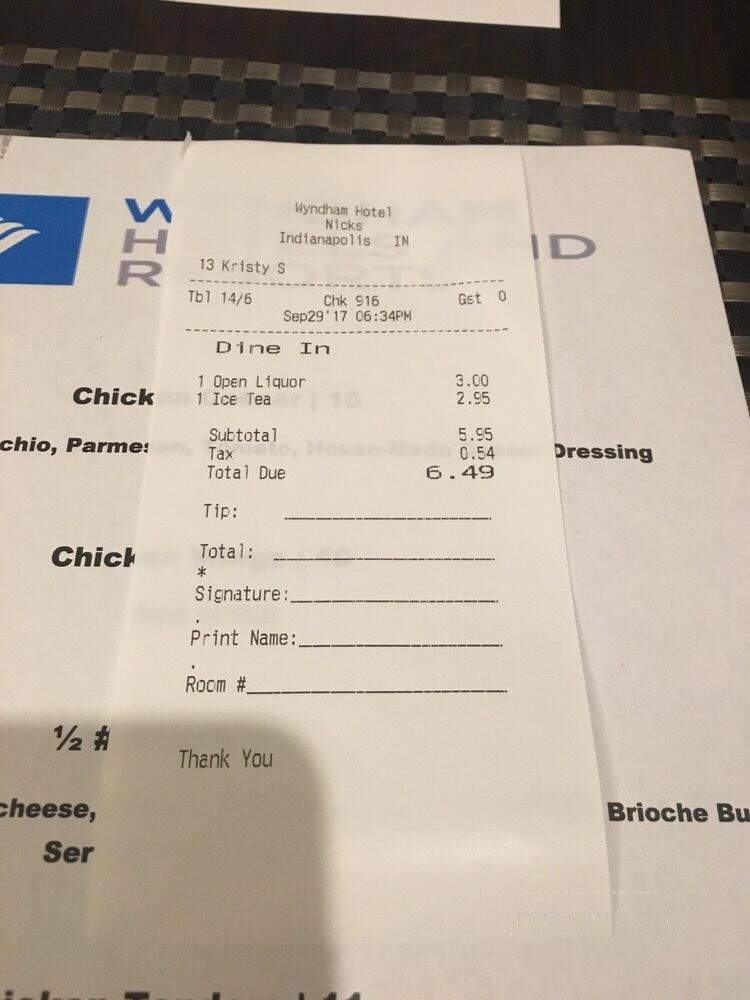 Wyndham Hotel
Nicks
Indianapolis IN
13 Kristy S
Tbl 14/6 Chk 916 Gst 0
Sep29'17 06:34PM
Dine In
1 Open Liquor 3.00
1 Ice Tea 2.95
Subtotal 5.95
Tax 0.54
Total Due 6.49
Tip:
Total:
*
Signature:
.
Print Name:
.
Room #
Thank You
W
H ND
R
Chick
chio, Parmes Dressing
Chick
½ #
cheese, Brioche Bu
Ser